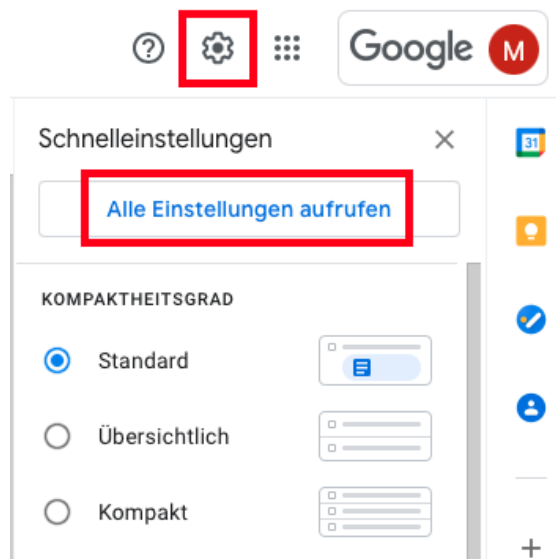 Google M
Schnelleinstellungen
31
Alle Einstellungen aufrufen
KOMPAKTHEITSGRAD
Standard
Übersichtlich
Kompakt